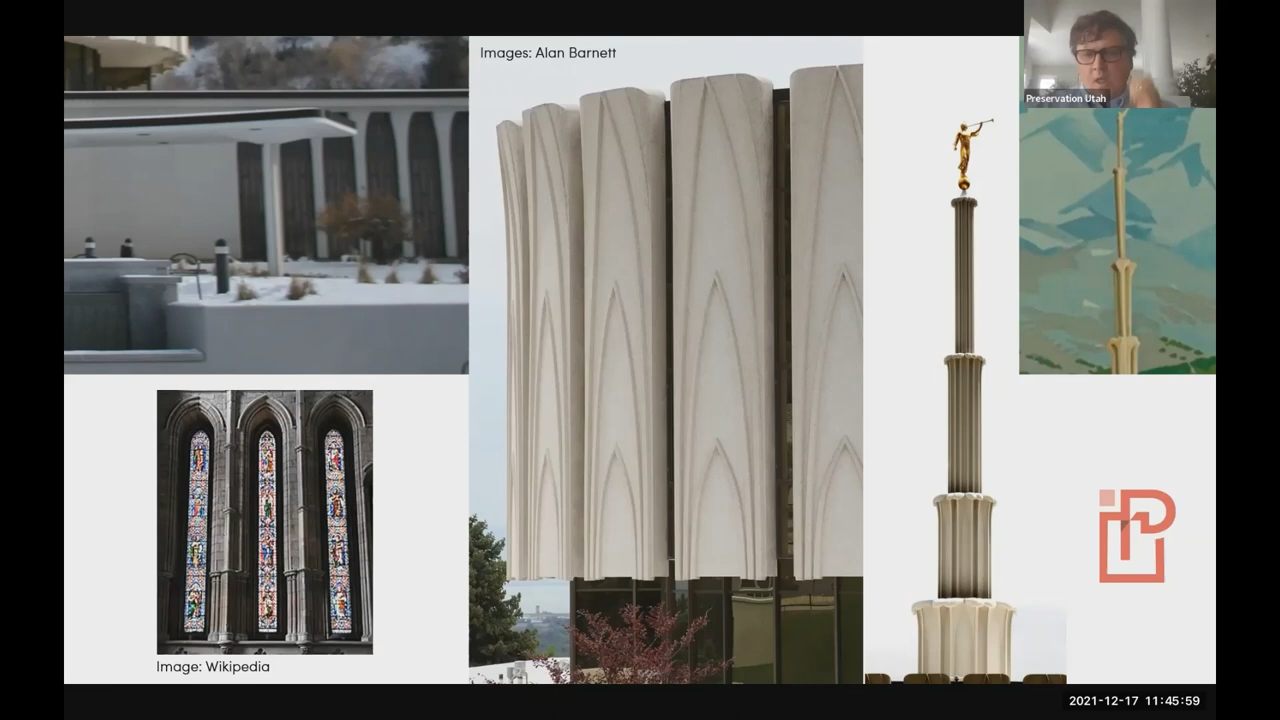 Images: Alan Barnett
Preservation Utah
Image: Wikipedia
2021-12-17 11:45:59